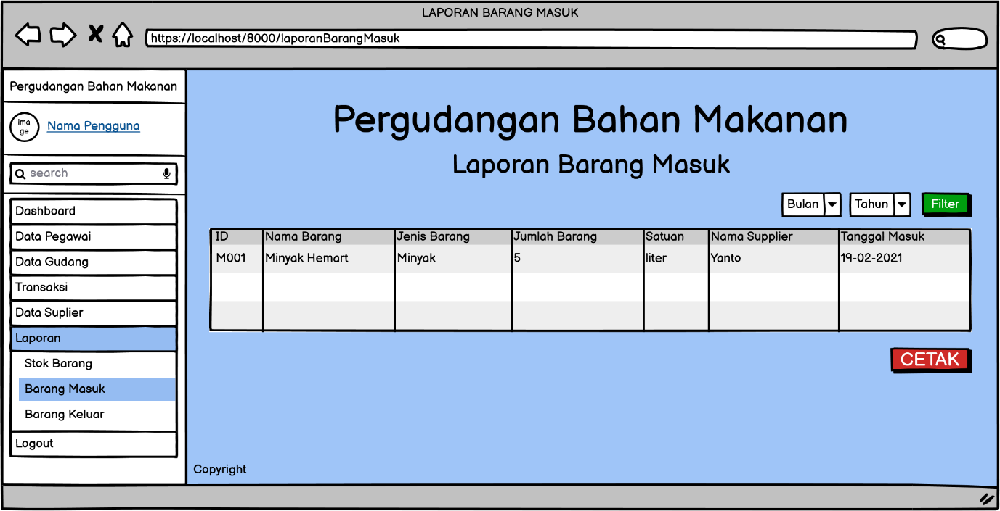 LAPORAN BARANG MASUK
https://localhost/8000/laporanBarangMasuk
Pergudangan Bahan Makanan
ima
ge
Nama Pengguna
search
Dashboard
Data Pegawai
Data Gudang
Transaksi
Data Suplier
Laporan
Stok Barang
Barang Masuk
Barang Keluar
Logout
Pergudangan Bahan Makanan
Laporan Barang Masuk
Bulan Tahun Filter
ID Nama Barang Jenis Barang Jumlah Barang Satuan Nama Supplier Tanggal Masuk
M001 Minyak Hemart Minyak 5 liter Yanto 19-02-2021
CETAK
Copyright